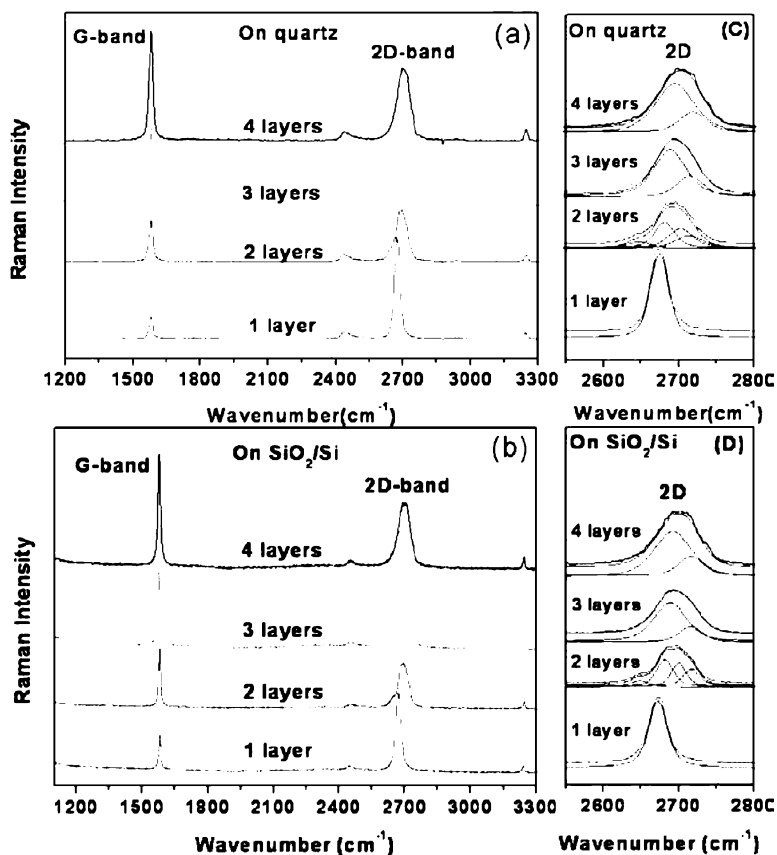 On quartz (a)
G-band
2D-band
4 layers
3 layers
2 layers
1 layer
Raman Intensity
1200 1500 1800 2100 2400 2700 3000 3300
Wavenumber(cm⁻¹)
On quartz (C)
2D
4 layers
3 layers
2 layers
1 layer
2600 2700 280C
Wavenumber(cm⁻¹)
On SiO₂/Si (b)
G-band
2D-band
4 layers
3 layers
2 layers
1 layer
Raman Intensity
1200 1500 1800 2100 2400 2700 3000 3300
Wavenumber (cm⁻¹)
On SiO₂/Si (D)
2D
4 layers
3 layers
2 layers
1 layer
2600 2700 280C
Wavenumber (cm⁻¹)